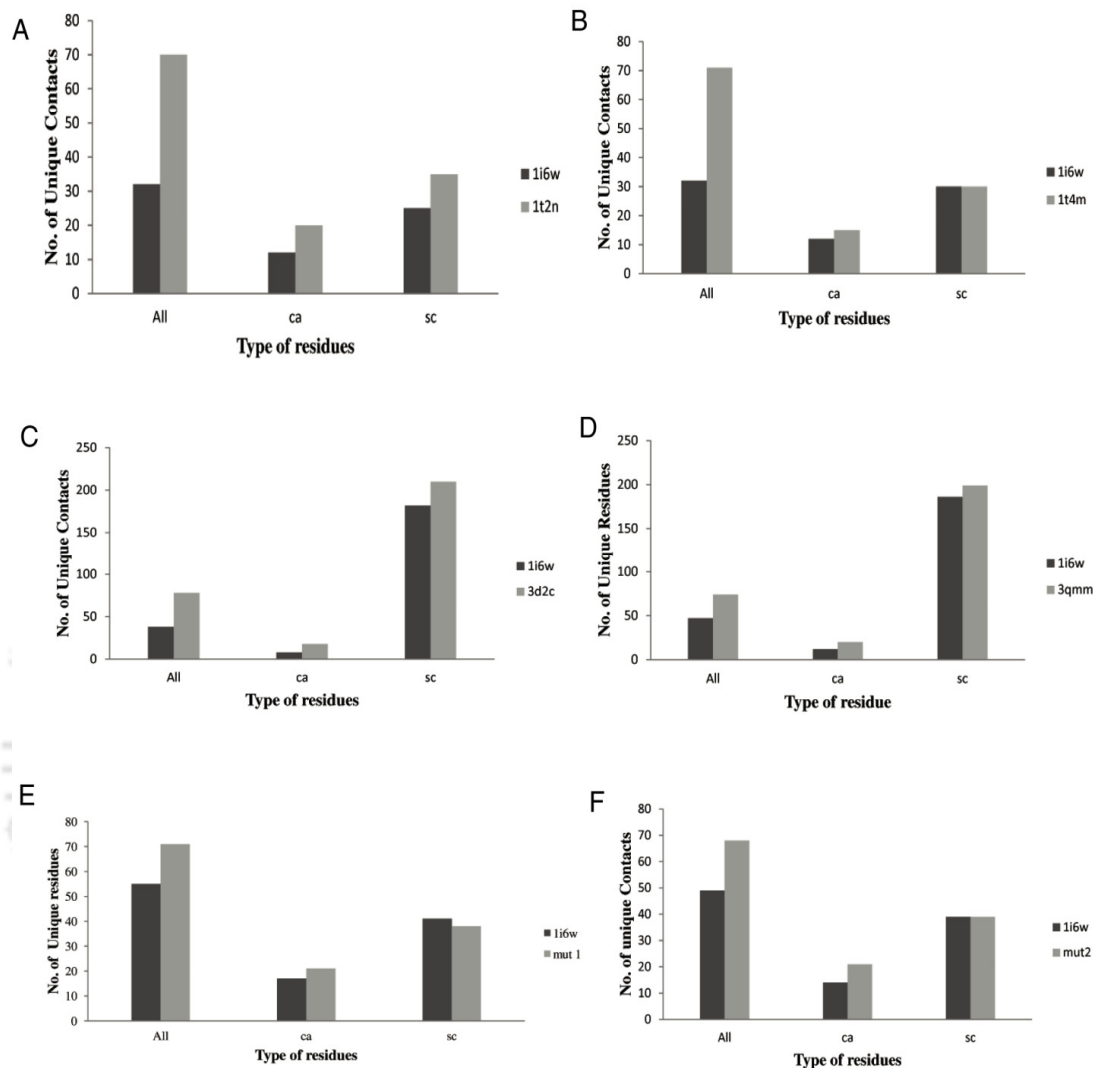 A
No. of Unique Contacts
80
70
60
50
40
30
20
10
0
All ca sc
Type of residues
1i6w
1t2n
B
No. of Unique Contacts
80
70
60
50
40
30
20
10
0
All ca sc
Type of residues
1i6w
1t4m
C
No. of Unique Contacts
250
200
150
100
50
0
All ca sc
Type of residues
1i6w
3d2c
D
No. of Unique Residues
250
200
150
100
50
0
All ca sc
Type of residue
1i6w
3qmm
E
No. of Unique residues
80
70
60
50
40
30
20
10
0
All ca sc
Type of residues
1i6w
mut 1
F
No. of unique Contacts
80
70
60
50
40
30
20
10
0
All ca sc
Type of residues
1i6w
mut2